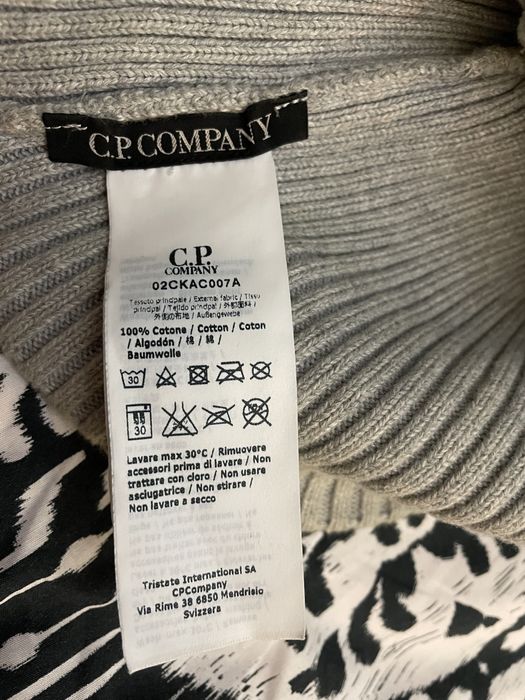 C.P. COMPANY
C.P.
COMPANY
02CKAC007A
Tessuto principale / External fabric / Tissu
principal / Tejido principal / 外部面料 /
外側の布地 / Außengewebe
100% Cotone / Cotton / Coton
/ Algodón / 棉 / 綿 /
Baumwolle
30
30
Lavare max 30°C / Rimuovere
accessori prima di lavare / Non
trattare con cloro / Non usare
asciugatrice / Non stirare /
Non lavare a secco
Tristate International SA
CPCompany
Via Rime 38 6850 Mendrisio
Svizzera